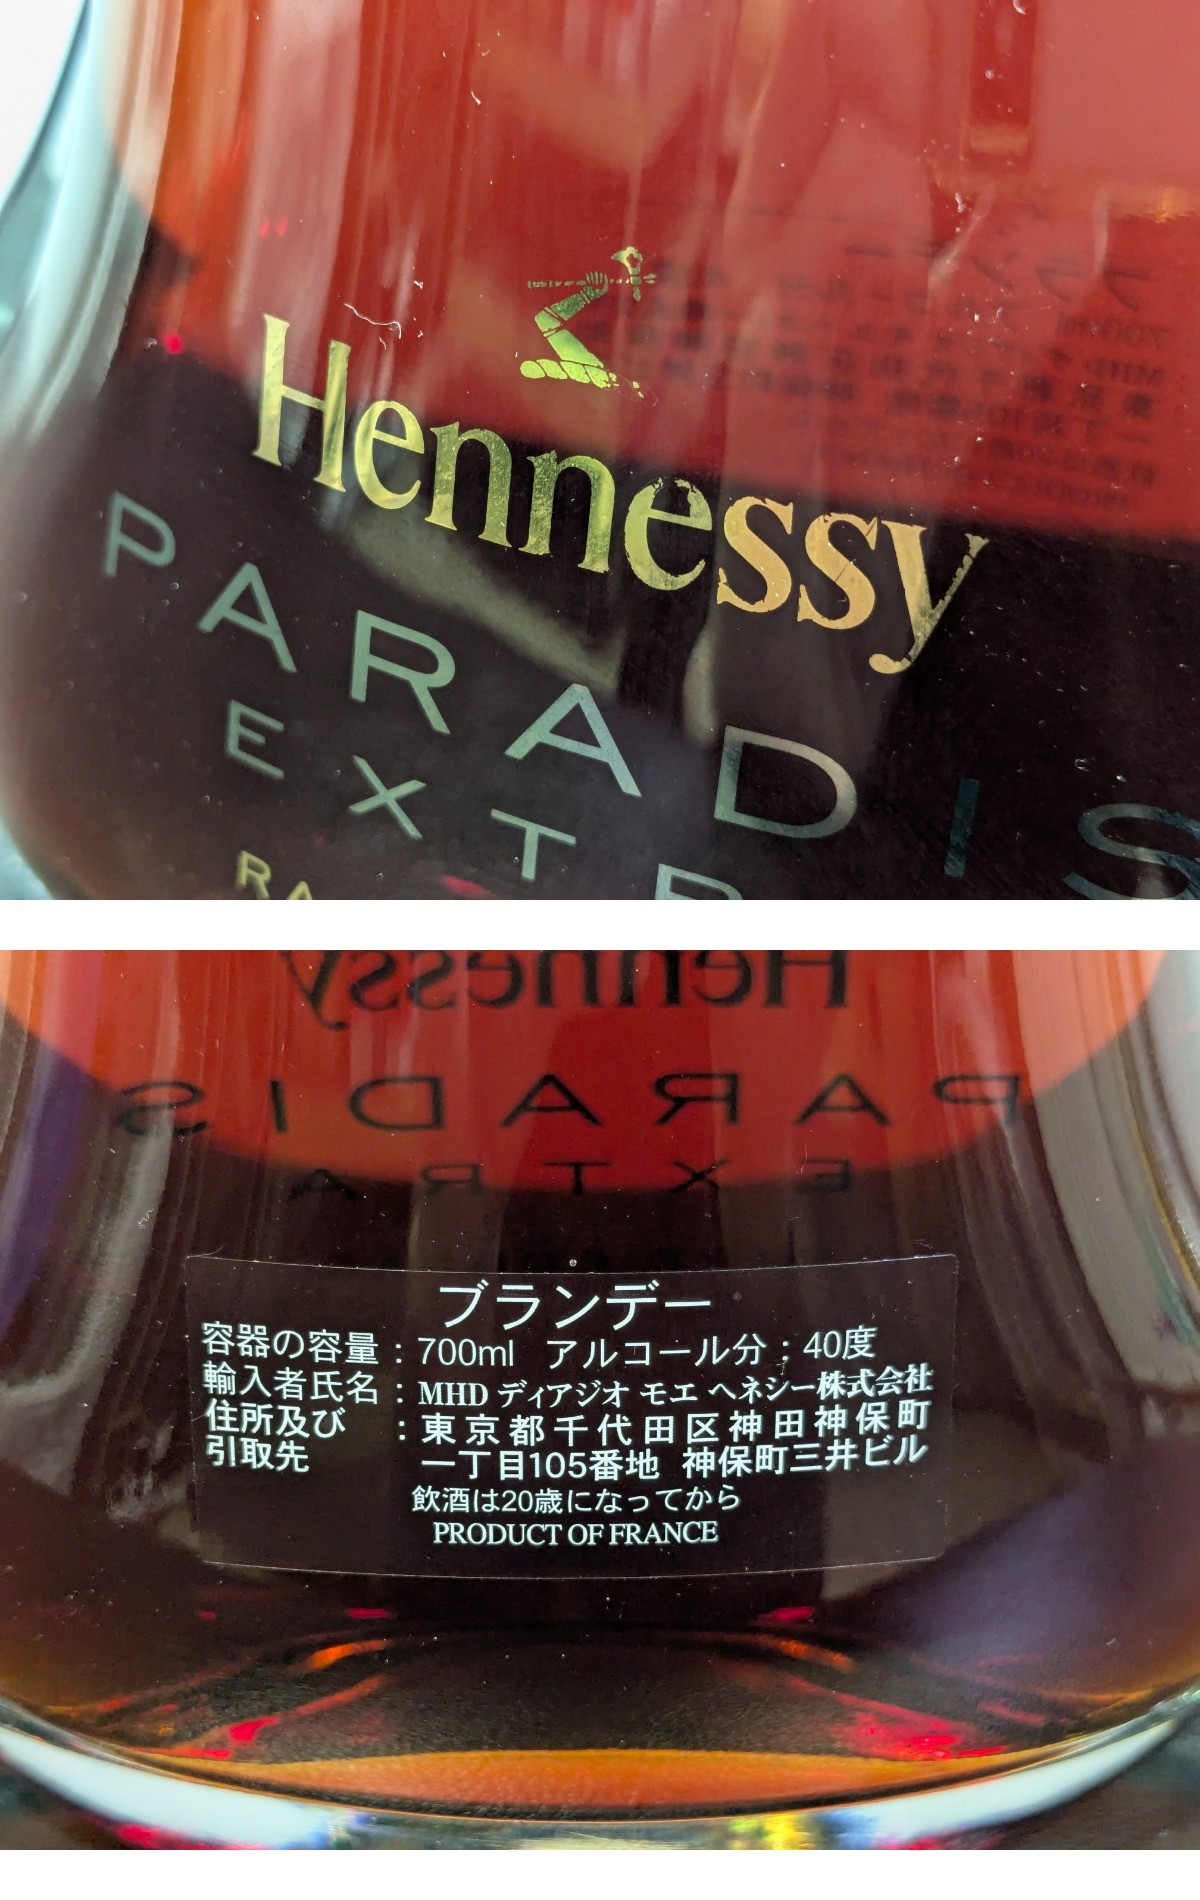 Hennessy
PARADIS
EXT
RA
Hennessy
PARADIS
EXTRA
ブランデー
容器の容量：700ml アルコール分：40度
輸入者氏名：MHD ディアジオ モエ ヘネシー株式会社
住所及び：東京都千代田区神田神保町
引取先 一丁目105番地 神保町三井ビル
飲酒は20歳になってから
PRODUCT OF FRANCE